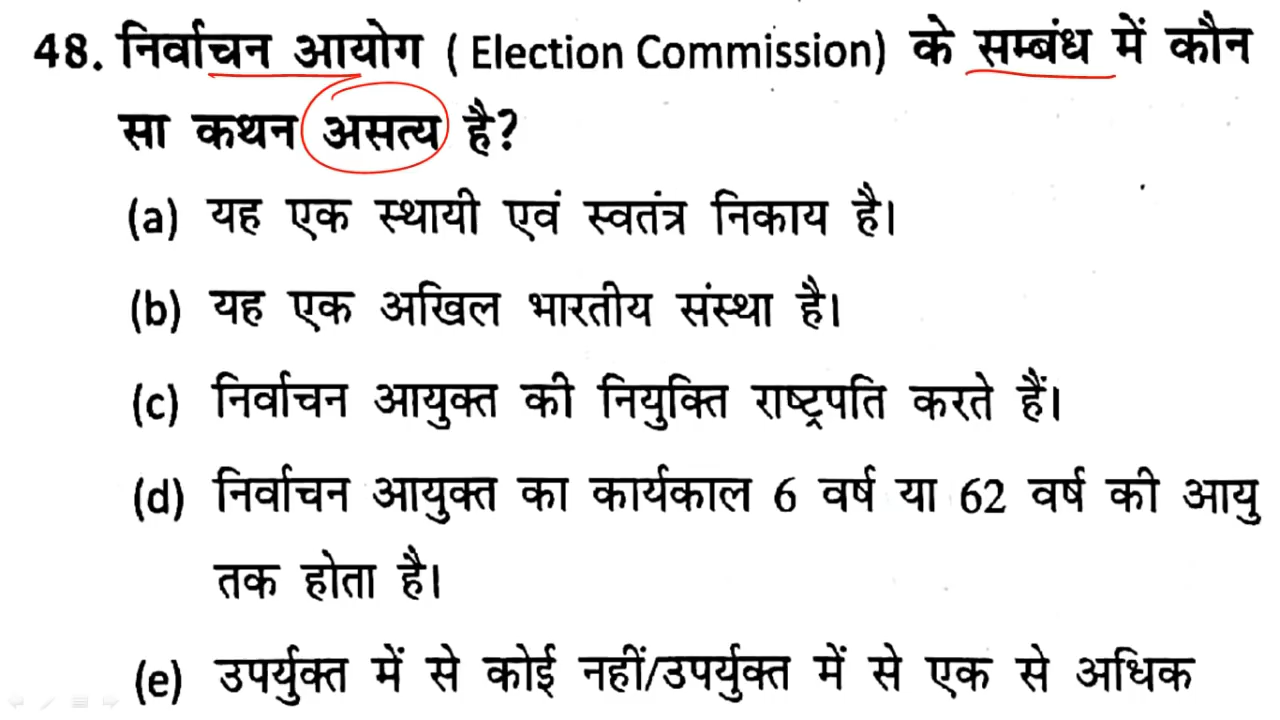 48. निर्वाचन आयोग ( Election Commission) के सम्बंध में कौन
सा कथन असत्य है?
(a) यह एक स्थायी एवं स्वतंत्र निकाय है।
(b) यह एक अखिल भारतीय संस्था है।
(c) निर्वाचन आयुक्त की नियुक्ति राष्ट्रपति करते हैं।
(d) निर्वाचन आयुक्त का कार्यकाल 6 वर्ष या 62 वर्ष की आयु
तक होता है।
(e) उपर्युक्त में से कोई नहीं/उपर्युक्त में से एक से अधिक